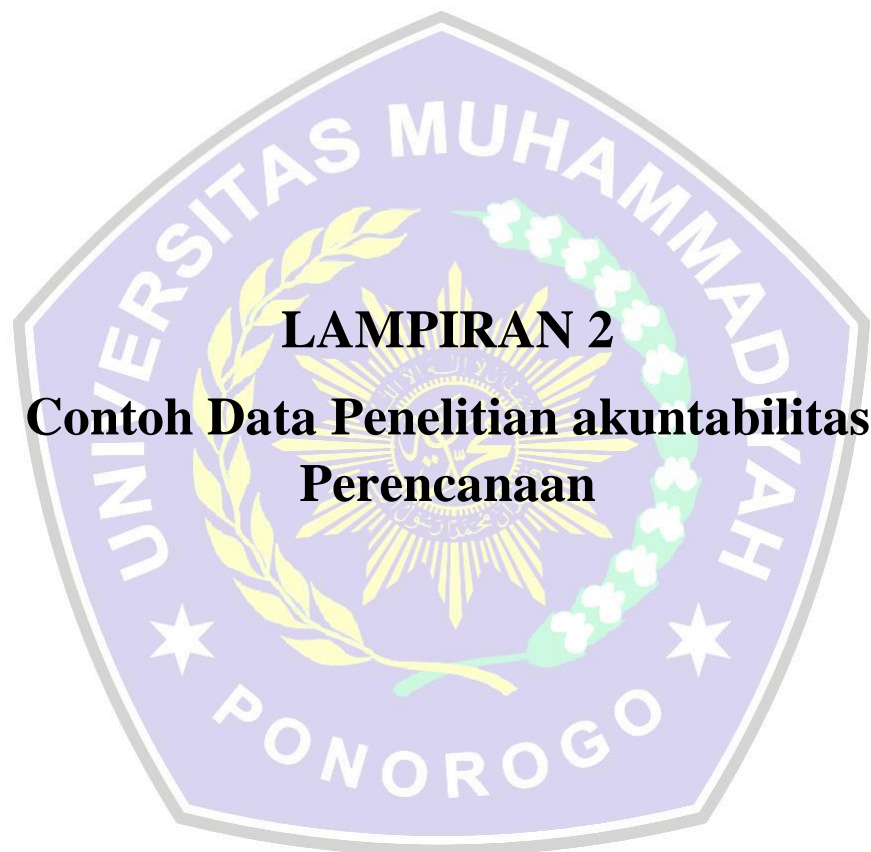 UNIVERSITAS MUHAMMADIYAH
LAMPIRAN 2
Contoh Data Penelitian akuntabilitas
Perencanaan
PONOROGO